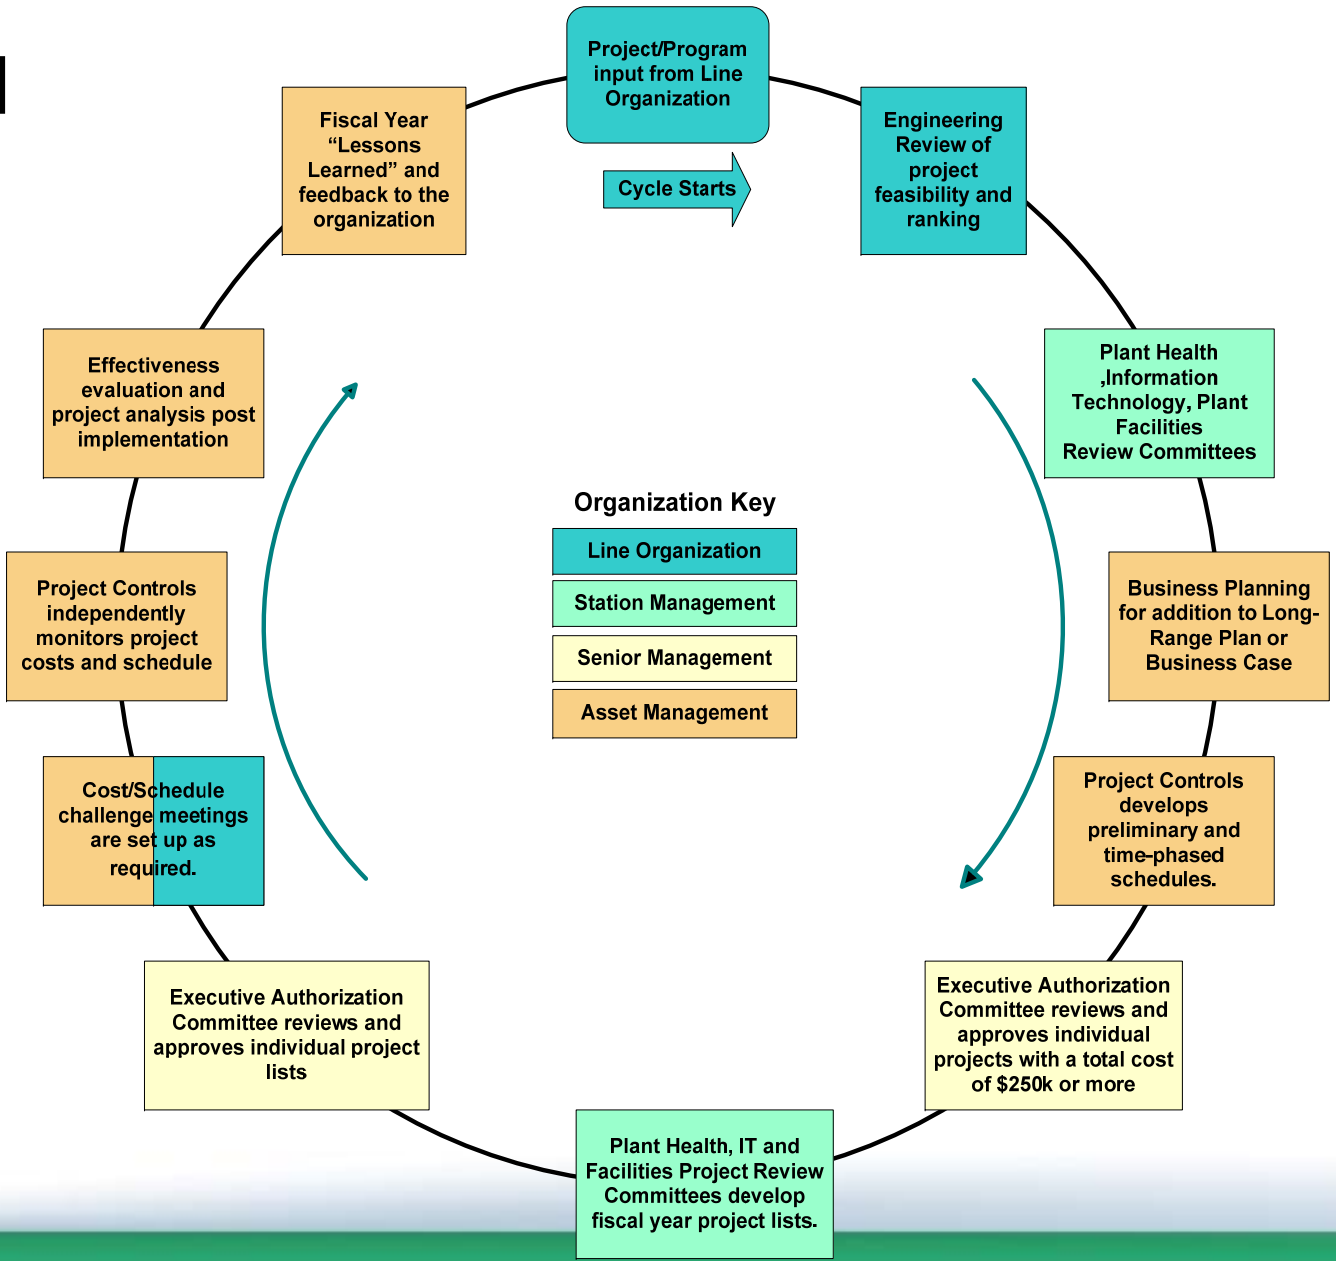 Project/Program
input from Line
Organization
Cycle Starts
Engineering
Review of
project
feasibility and
ranking
Plant Health
,Information
Technology, Plant
Facilities
Review Committees
Business Planning
for addition to Long-
Range Plan or
Business Case
Project Controls
develops
preliminary and
time-phased
schedules.
Executive Authorization
Committee reviews and
approves individual
projects with a total cost
of $250k or more
Plant Health, IT and
Facilities Project Review
Committees develop
fiscal year project lists.
Executive Authorization
Committee reviews and
approves individual project
lists
Cost/Schedule
challenge meetings
are set up as
required.
Project Controls
independently
monitors project
costs and schedule
Effectiveness
evaluation and
project analysis post
implementation
Fiscal Year
“Lessons
Learned” and
feedback to the
organization
Organization Key
Line Organization
Station Management
Senior Management
Asset Management